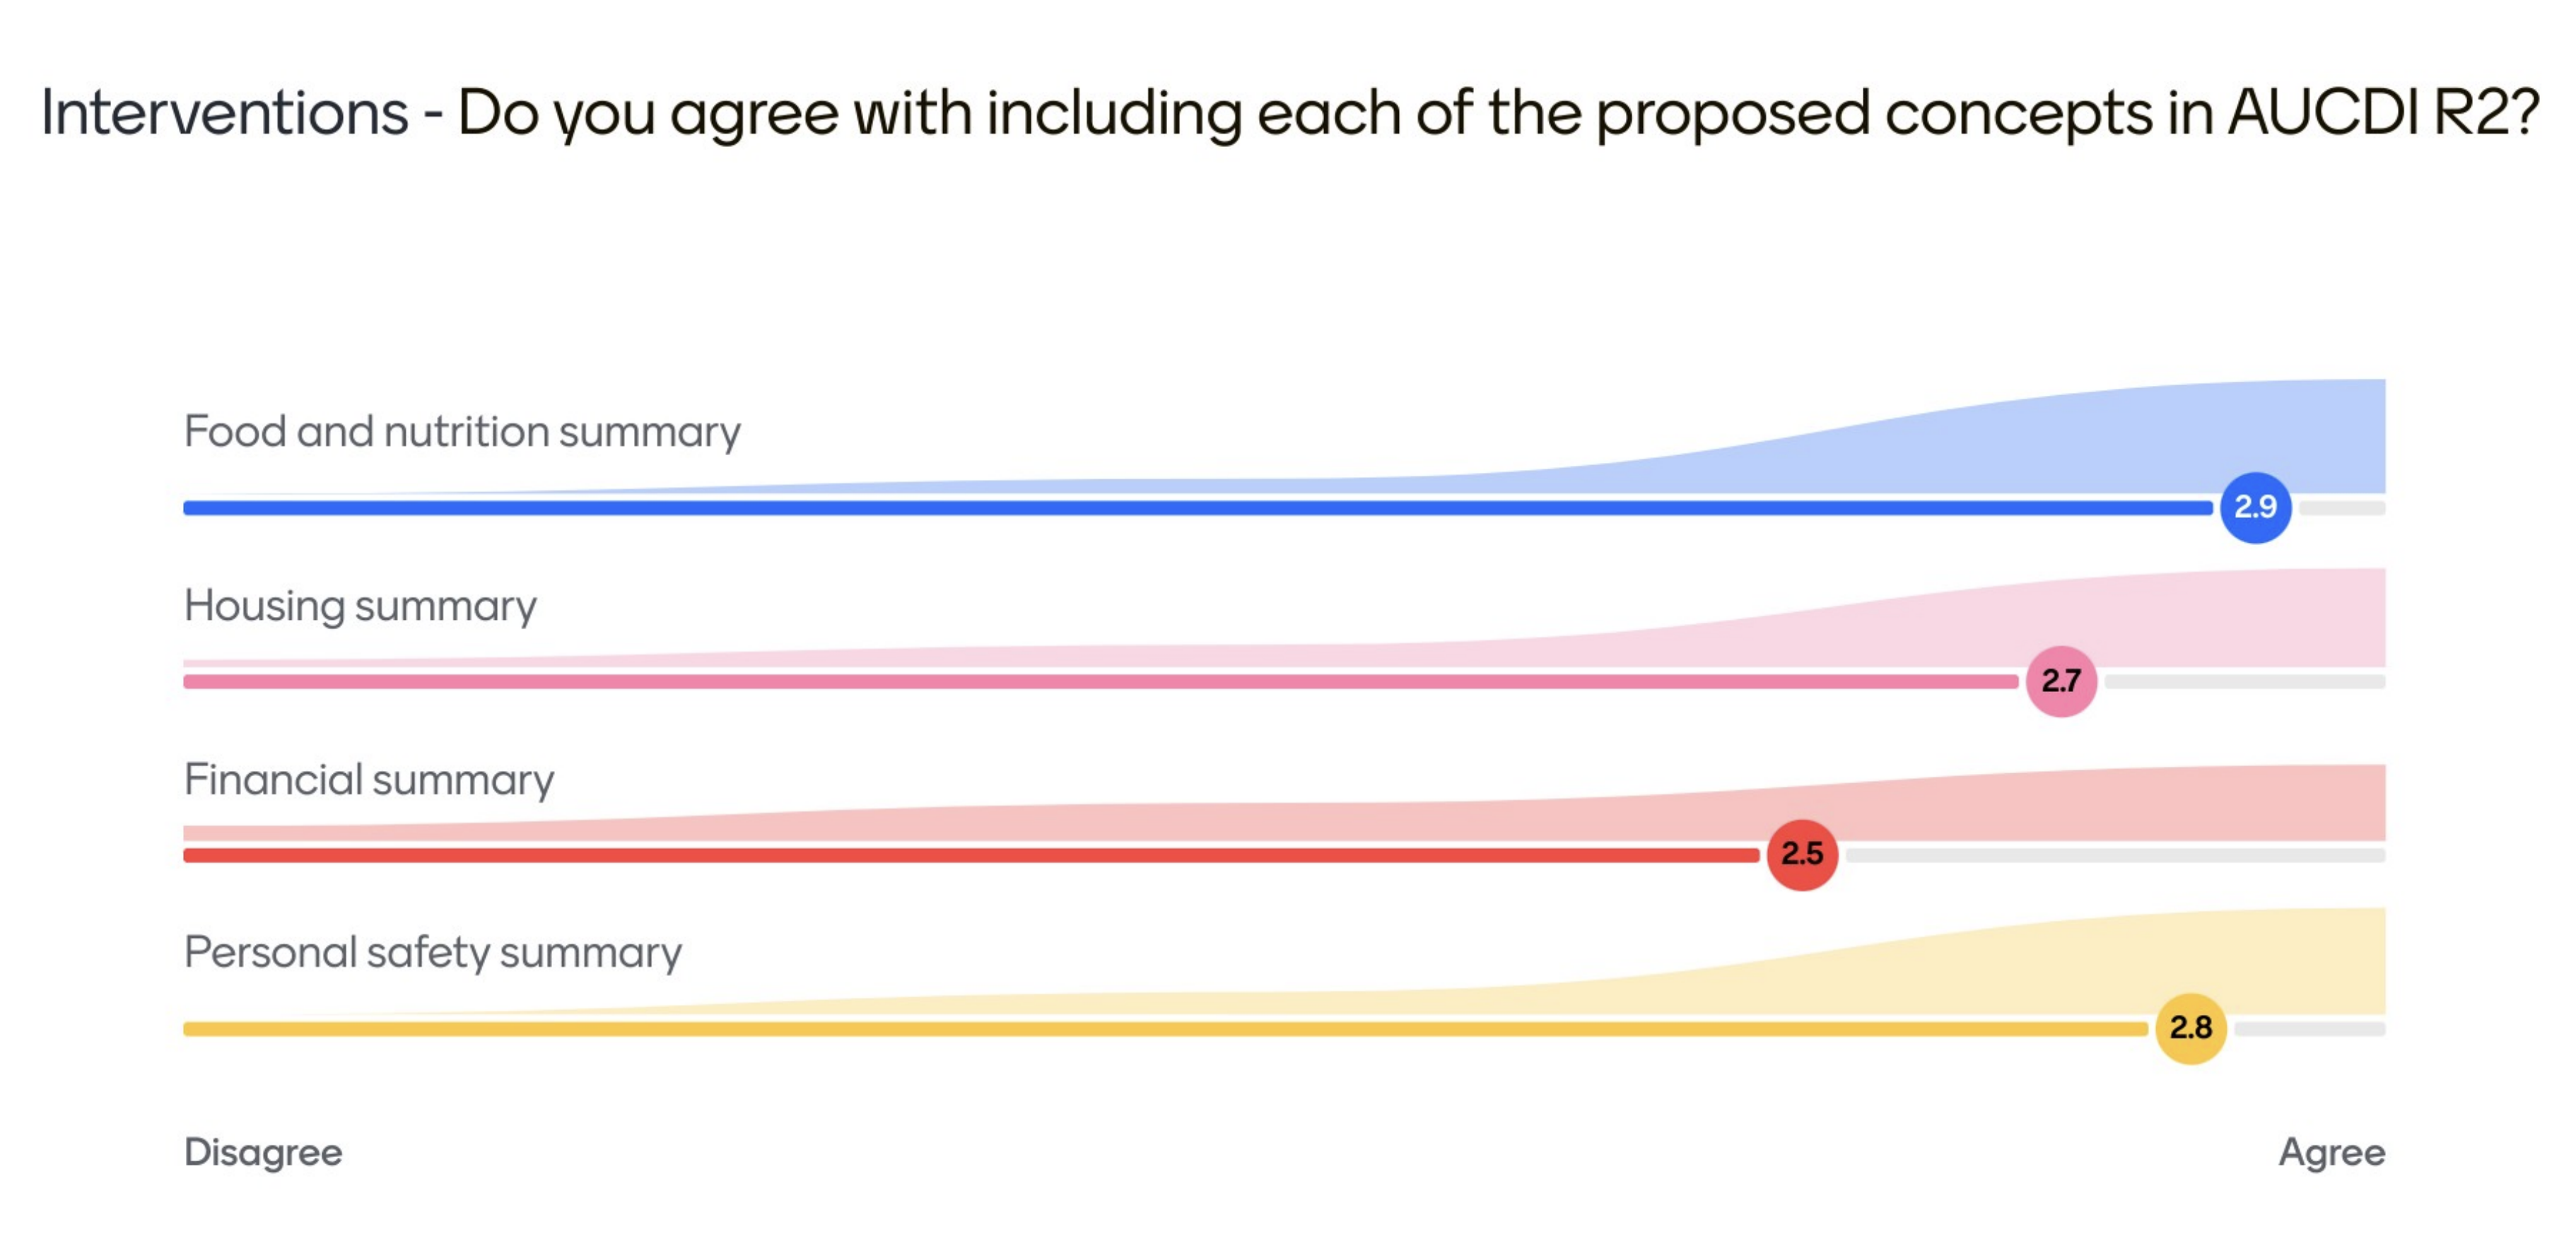 Interventions - Do you agree with including each of the proposed concepts in AUCDI R2?
Food and nutrition summary
2.9
Housing summary
2.7
Financial summary
2.5
Personal safety summary
2.8
Disagree
Agree